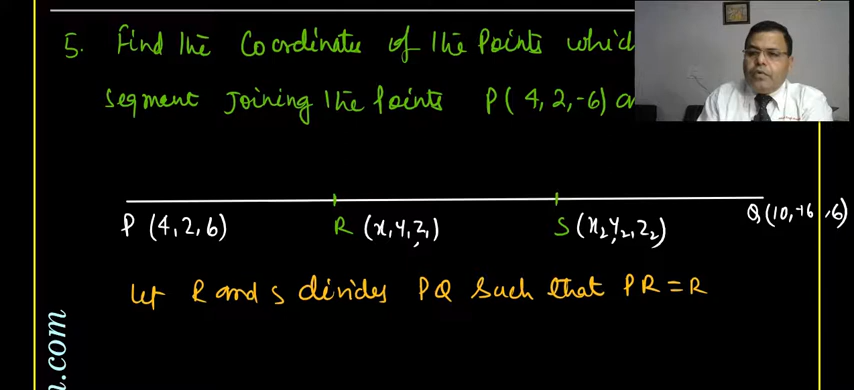 5. Find the Coordinates of the Points which
segment joining the Points P(4, 2, -6)
P (4, 2, 6) R (x, y, z₁) S (x₂ y₂, z₂) Q (10, -16, 6)
Let R and S divides PQ such that PR = R
n.com